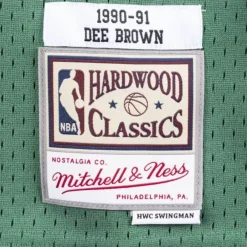 1990-91
DEE BROWN
HARDWOOD
NBA
CLASSICS
NOSTALGIA CO.
Mitchell & Ness
PHILADELPHIA, PA.
HWC SWINGMAN